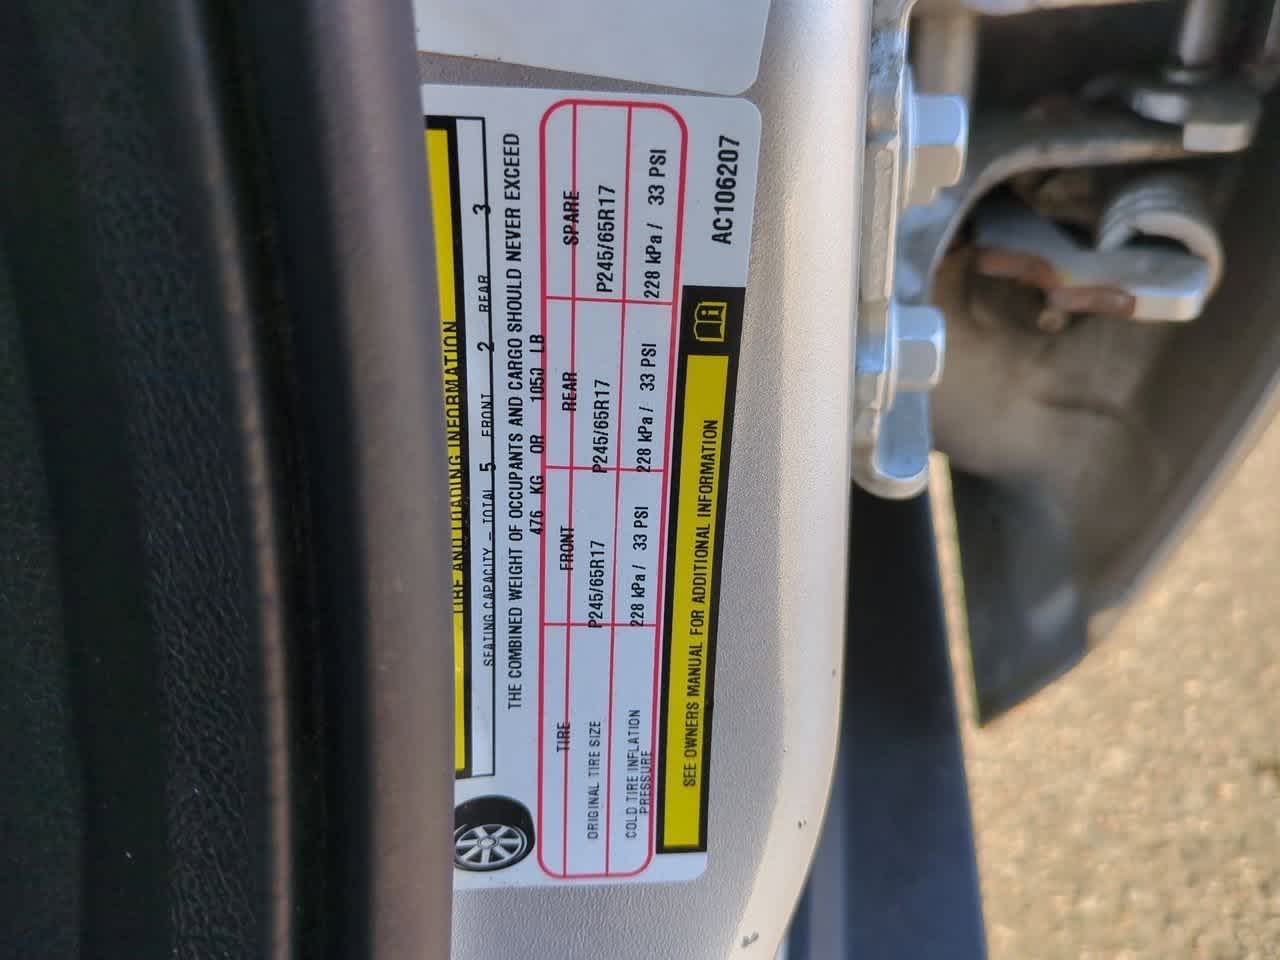 TIRE AND LOADING INFORMATION
SEATING CAPACITY – TOTAL 5 FRONT 2 REAR 3
THE COMBINED WEIGHT OF OCCUPANTS AND CARGO SHOULD NEVER EXCEED
476 KG OR 1050 LB
TIRE FRONT REAR SPARE
ORIGINAL TIRE SIZE P245/65R17 P245/65R17 P245/65R17
COLD TIRE INFLATION PRESSURE 228 kPa / 33 PSI 228 kPa / 33 PSI 228 kPa / 33 PSI
SEE OWNERS MANUAL FOR ADDITIONAL INFORMATION
AC106207